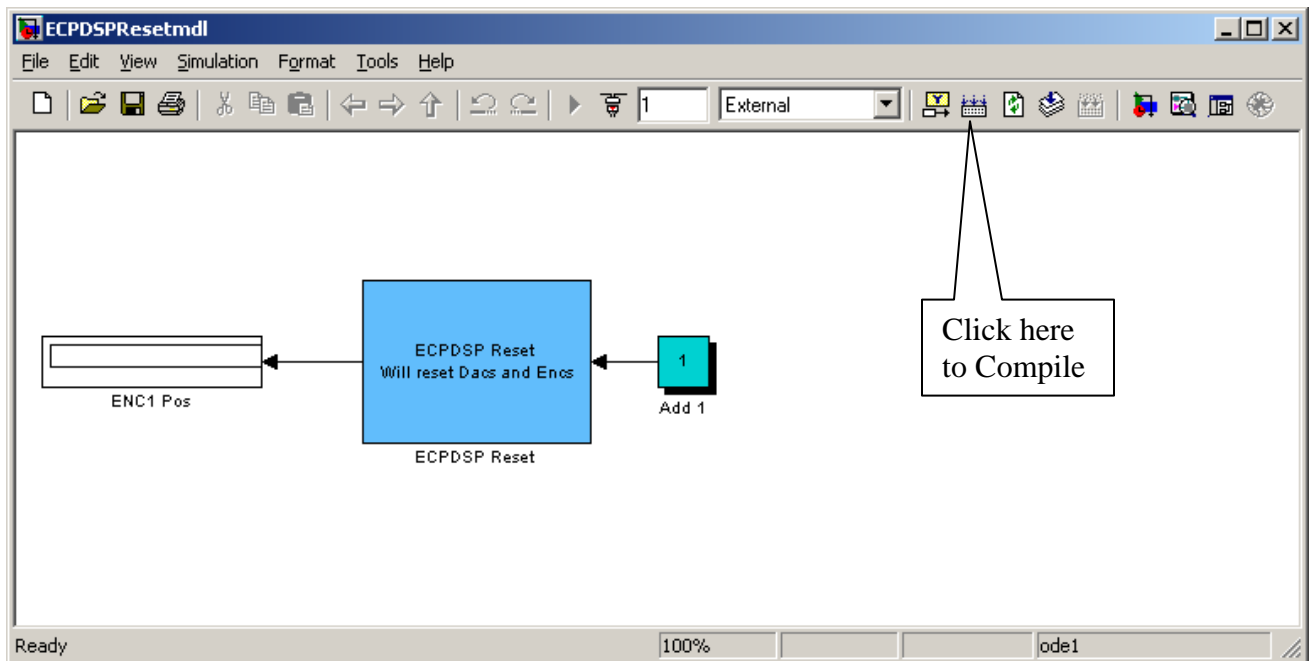 ECPDSPResetmdl
File Edit View Simulation Format Tools Help
1 External
Click here
to Compile
ECPDSP Reset
Will reset Dacs and Encs
1
ENC1 Pos
Add 1
ECPDSP Reset
Ready 100% ode1